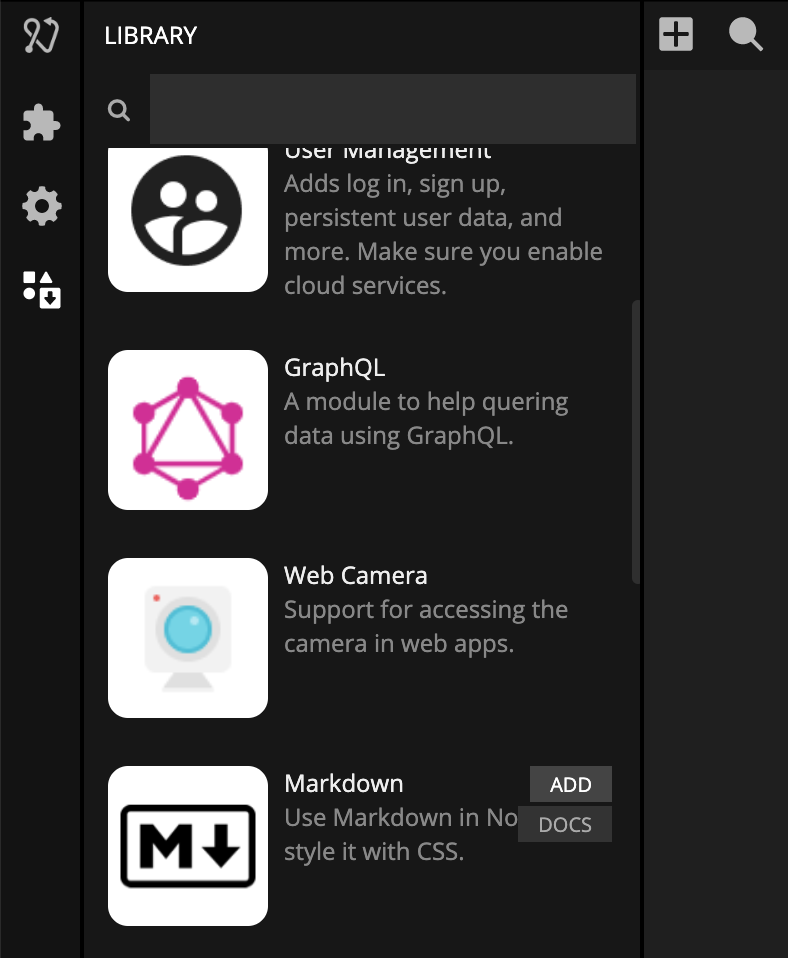 LIBRARY
User Management
Adds log in, sign up,
persistent user data, and
more. Make sure you enable
cloud services.
GraphQL
A module to help quering
data using GraphQL.
Web Camera
Support for accessing the
camera in web apps.
Markdown
ADD
Use Markdown in No
DOCS
style it with CSS.
M